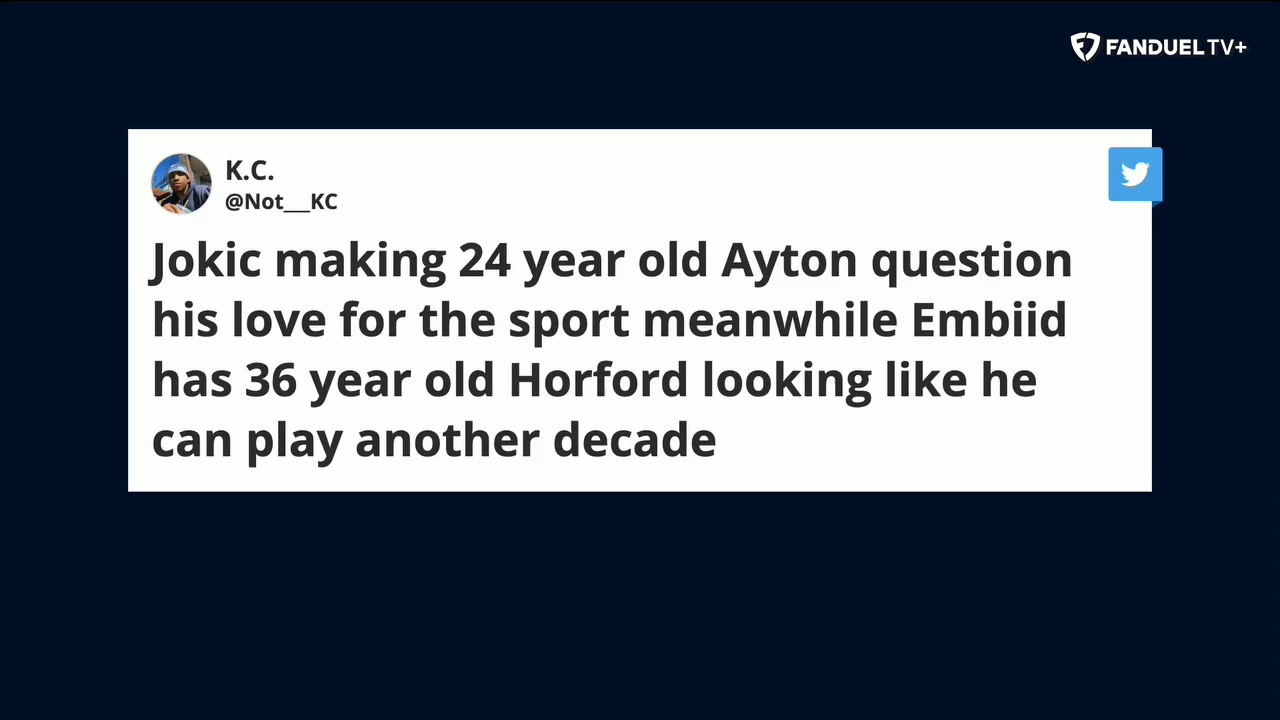 FANDUEL TV+
K.C.
@Not___KC
Jokic making 24 year old Ayton question
his love for the sport meanwhile Embiid
has 36 year old Horford looking like he
can play another decade